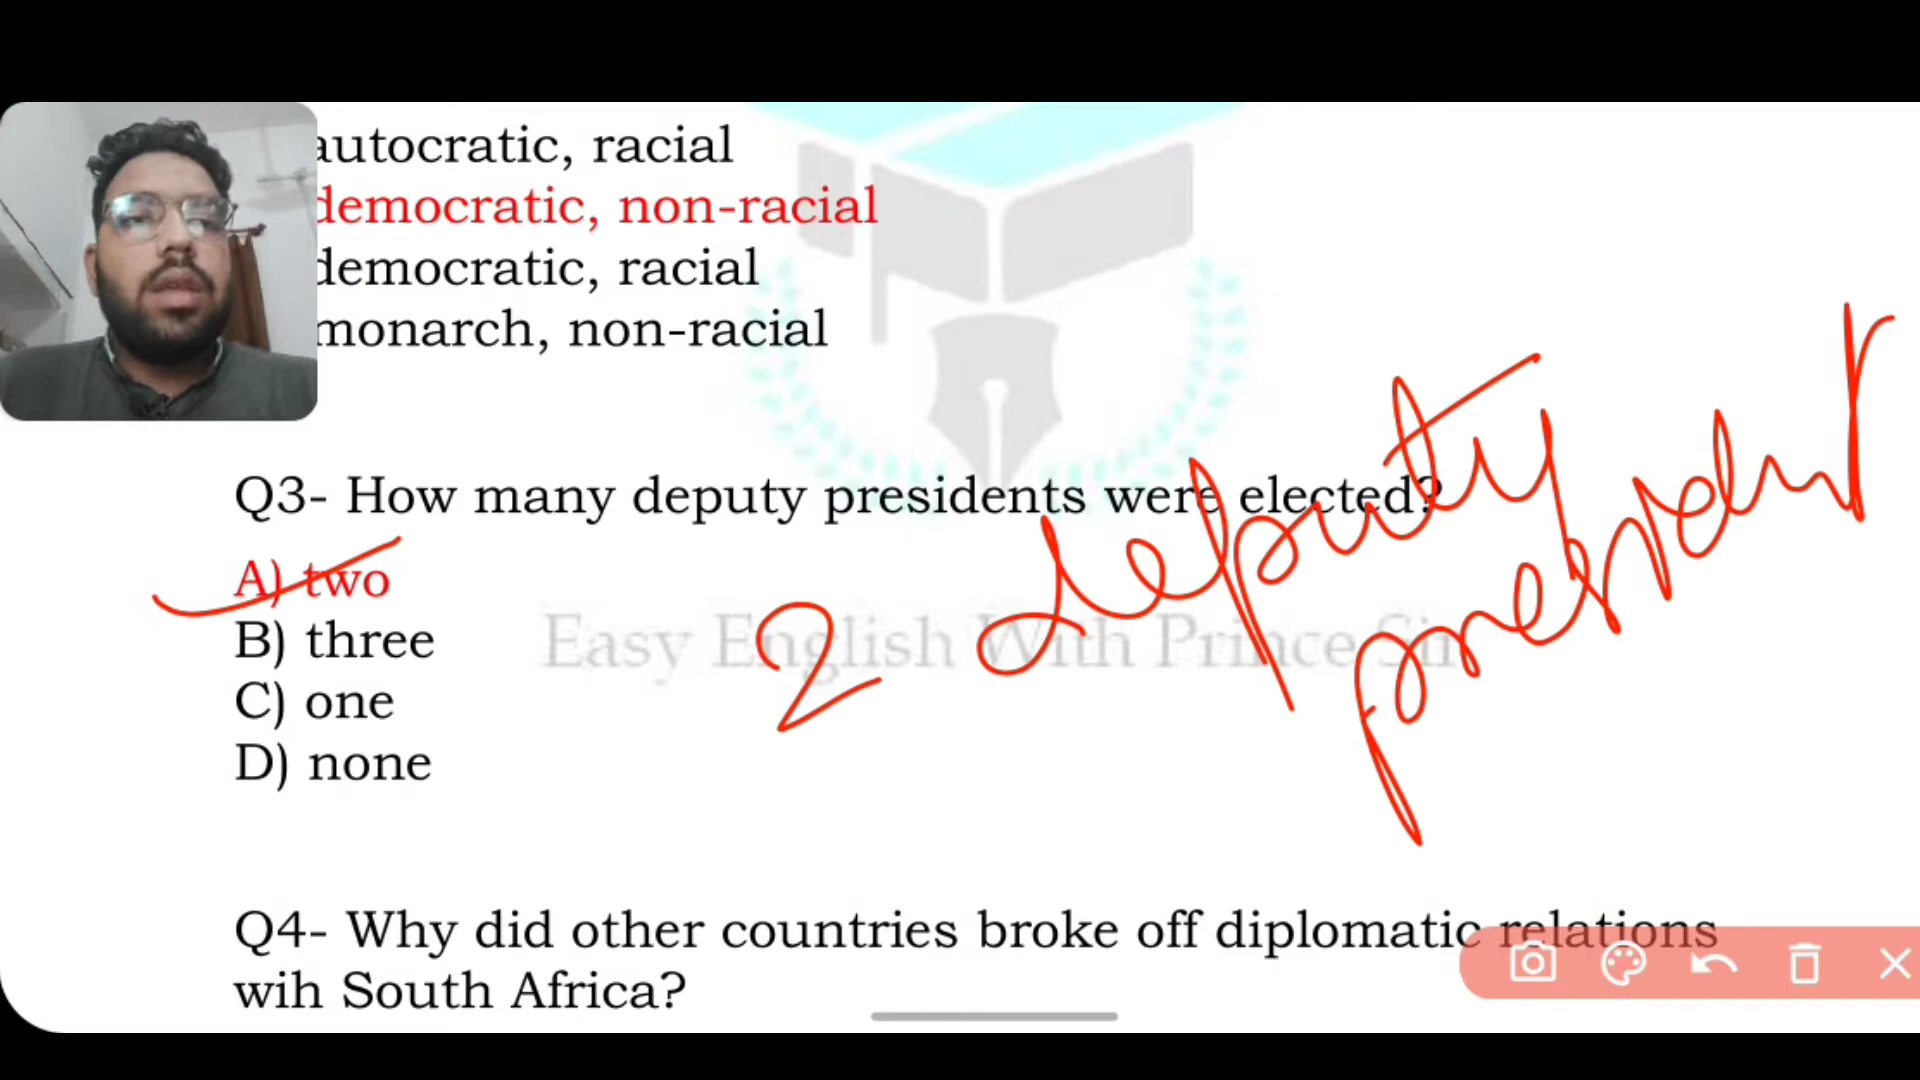 autocratic, racial
democratic, non-racial
democratic, racial
monarch, non-racial
Q3- How many deputy presidents were elected?
A) two
B) three
C) one
D) none
2 deputy
president
Easy English With Prince Sir
Q4- Why did other countries broke off diplomatic relations
wih South Africa?